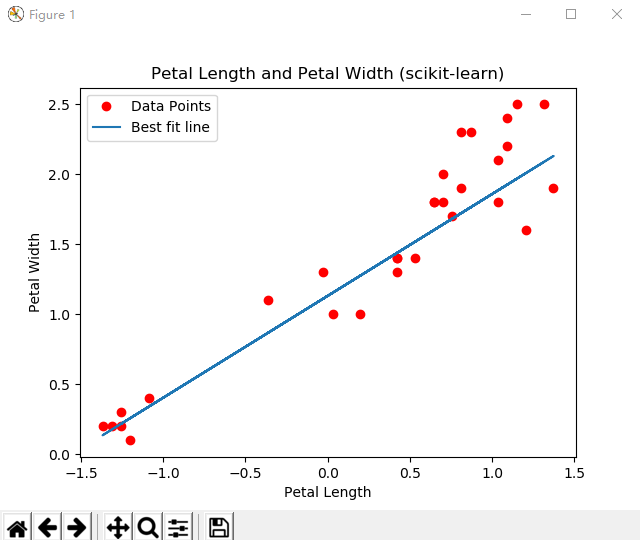 Figure 1
Petal Length and Petal Width (scikit-learn)
Data Points
Best fit line
2.5
2.0
1.5
1.0
0.5
0.0
Petal Width
−1.5 −1.0 −0.5 0.0 0.5 1.0 1.5
Petal Length